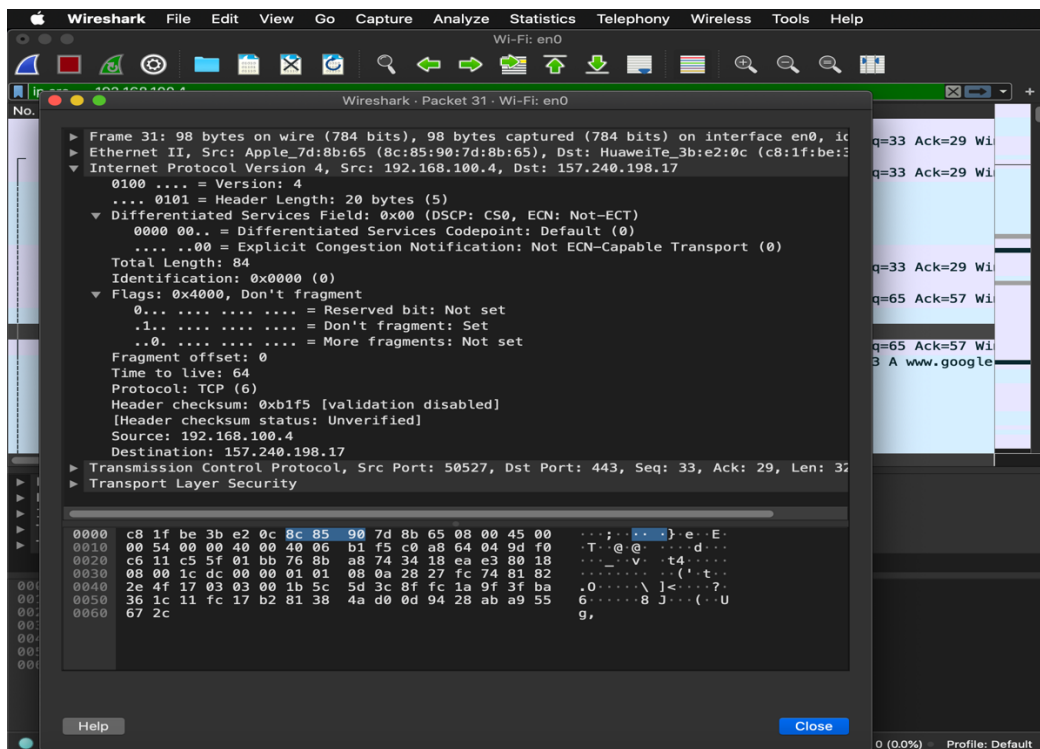 Wireshark File Edit View Go Capture Analyze Statistics Telephony Wireless Tools Help
Wi-Fi: en0
No.
Wireshark · Packet 31 · Wi-Fi: en0
Frame 31: 98 bytes on wire (784 bits), 98 bytes captured (784 bits) on interface en0,
Ethernet II, Src: Apple_7d:8b:65 (8c:85:90:7d:8b:65), Dst: HuaweiTe_3b:e2:0c (c8:1f:be:3
Internet Protocol Version 4, Src: 192.168.100.4, Dst: 157.240.198.17
0100 .... = Version: 4
.... 0101 = Header Length: 20 bytes (5)
Differentiated Services Field: 0x00 (DSCP: CS0, ECN: Not-ECT)
0000 00.. = Differentiated Services Codepoint: Default (0)
.... ..00 = Explicit Congestion Notification: Not ECN-Capable Transport (0)
Total Length: 84
Identification: 0x0000 (0)
Flags: 0x4000, Don't fragment
0... .... .... .... = Reserved bit: Not set
.1.. .... .... .... = Don't fragment: Set
..0. .... .... .... = More fragments: Not set
Fragment offset: 0
Time to live: 64
Protocol: TCP (6)
Header checksum: 0xb1f5 [validation disabled]
[Header checksum status: Unverified]
Source: 192.168.100.4
Destination: 157.240.198.17
Transmission Control Protocol, Src Port: 50527, Dst Port: 443, Seq: 33, Ack: 29, Len: 32
Transport Layer Security
q=33 Ack=29 Wi
q=33 Ack=29 Wi
q=33 Ack=29 Wi
q=65 Ack=57 Wi
q=65 Ack=57 Wi
3 A www.google
0000 c8 1f be 3b e2 0c 8c 85 90 7d 8b 65 08 00 45 00 ···;···· ·}·e··E·
0010 00 54 00 00 40 00 40 06 b1 f5 c0 a8 64 04 9d f0 ·T··@·@· ····d···
0020 c6 11 c5 5f 01 bb 76 8b a8 74 34 18 ea e3 80 18 ···_··v· ·t4·····
0030 08 00 1c dc 00 00 01 01 08 0a 28 27 fc 74 81 82 ········ ··('·t··
0040 2e 4f 17 03 03 00 1b 5c 5d 3c 8f fc 1a 9f 3f ba .O·····\ ]<····?·
0050 36 1c 11 fc 17 b2 81 38 4a d0 0d 94 28 ab a9 55 6······8 J···(··U
0060 67 2c g,
Help
Close
0 (0.0%) Profile: Default